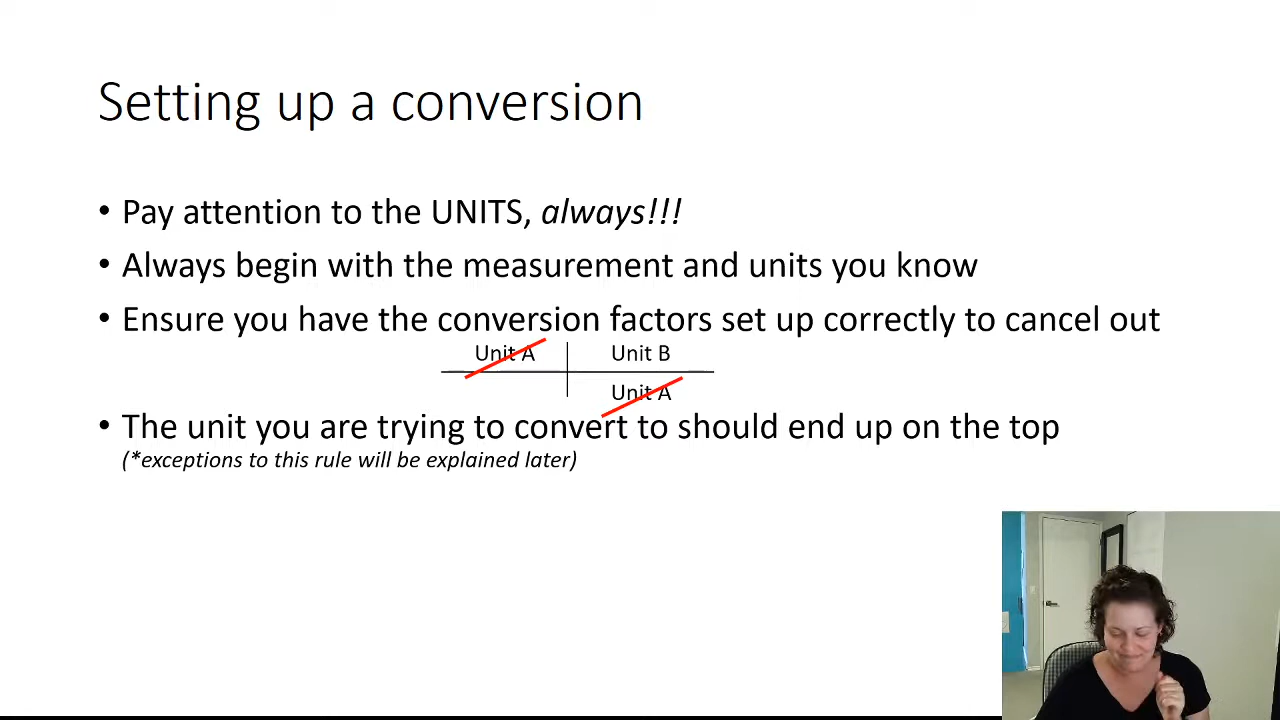 Setting up a conversion
• Pay attention to the UNITS, always!!!
• Always begin with the measurement and units you know
• Ensure you have the conversion factors set up correctly to cancel out
Unit A Unit B
Unit A
• The unit you are trying to convert to should end up on the top
(*exceptions to this rule will be explained later)